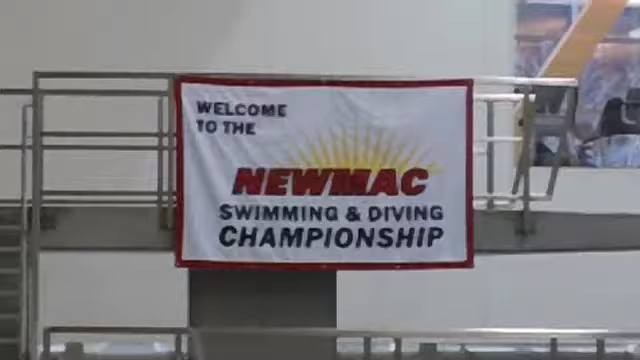 WELCOME
TO THE
NEWMAC
SWIMMING & DIVING
CHAMPIONSHIP